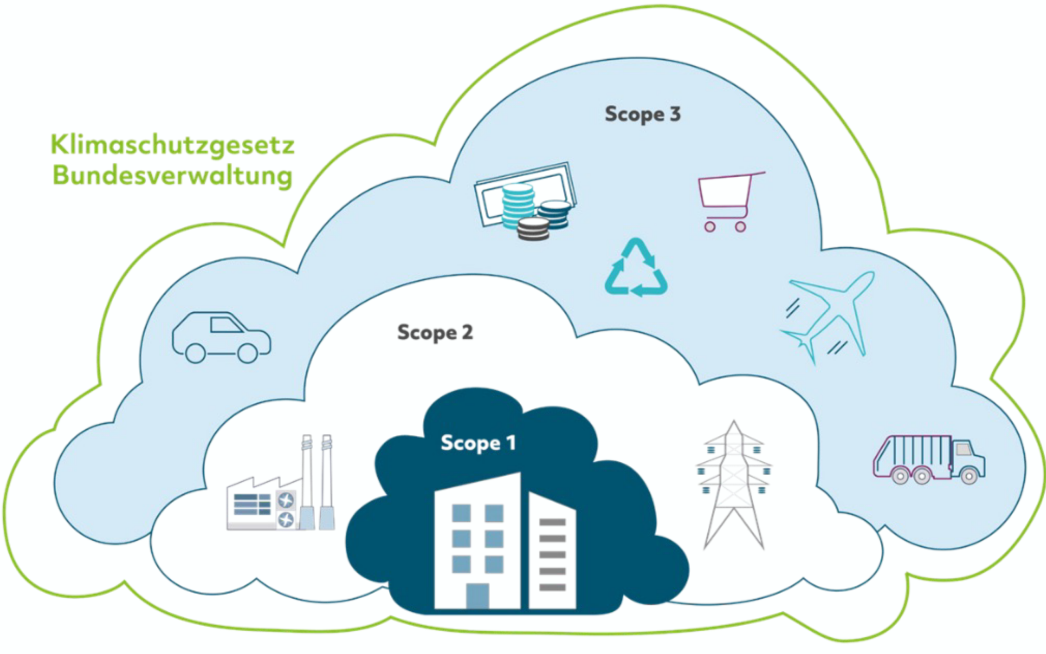 Scope 3
Klimaschutzgesetz
Bundesverwaltung
Scope 2
Scope 1